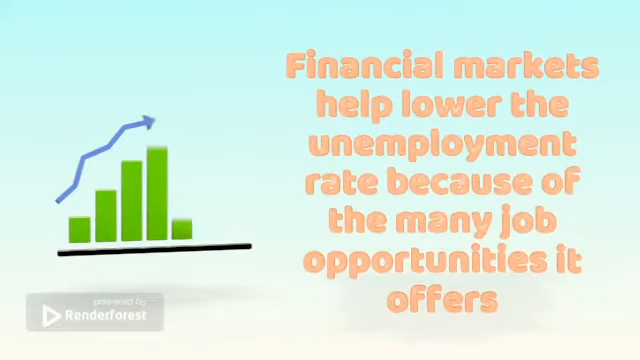 Financial markets
help lower the
unemployment
rate because of
the many job
opportunities it
offers
powered by
Renderforest